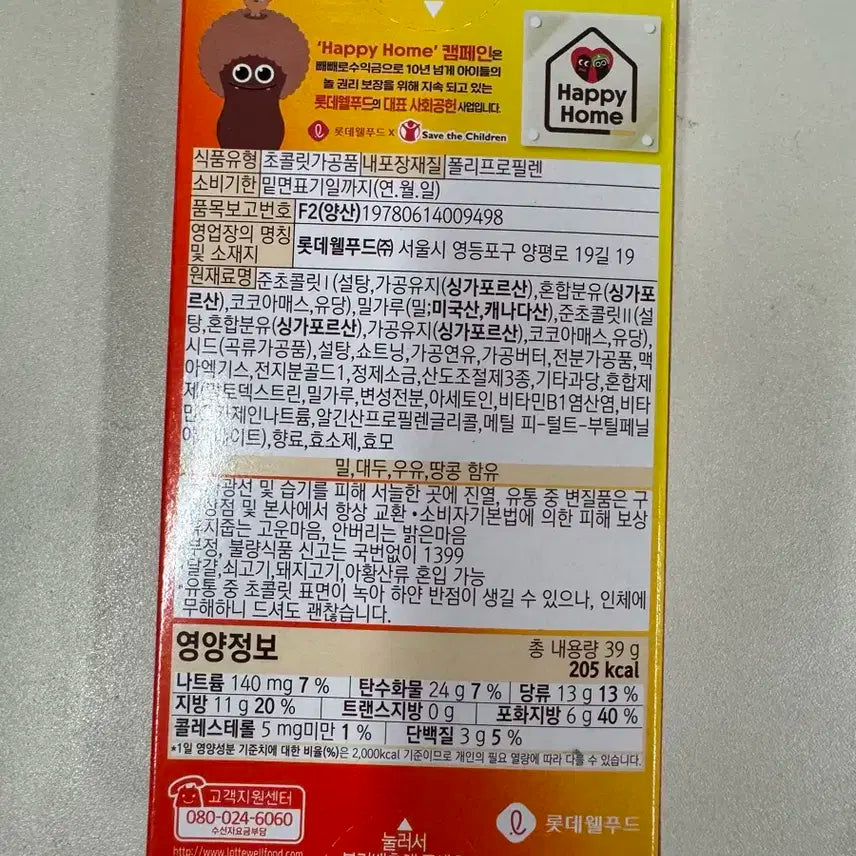 'Happy Home' 캠페인은
빼빼로수익금으로 10년 넘게 아이들의
놀 권리 보장을 위해 지속 되고 있는
롯데웰푸드의 대표 사회공헌 사업입니다.
롯데웰푸드 X Save the Children
Happy
Home
식품유형 초콜릿가공품 내포장재질 폴리프로필렌
소비기한 밑면표기일까지(연.월.일)
품목보고번호 F2(양산)19780614009498
영업장의 명칭
및 소재지 롯데웰푸드㈜ 서울시 영등포구 양평로 19길 19
원재료명 준초콜릿Ⅰ(설탕,가공유지(싱가포르산),혼합분유(싱가포
르산),코코아매스,유당),밀가루(밀;미국산,캐나다산),준초콜릿Ⅱ(설
탕,혼합분유(싱가포르산),가공유지(싱가포르산),코코아매스,유당),
시드(곡류가공품),설탕,쇼트닝,가공연유,가공버터,전분가공품,맥
아엑기스,전지분골드1,정제소금,산도조절제3종,기타과당,혼합제
제(말토덱스트린,밀가루,변성전분,아세토인,비타민B1염산염,비타
카제인나트륨,알긴산프로필렌글리콜,메틸 피-털트-부틸페닐
이트),향료,효소제,효모
밀,대두,우유,땅콩 함유
광선 및 습기를 피해 서늘한 곳에 진열, 유통 중 변질품은 구
상점 및 본사에서 항상 교환 •소비자기본법에 의한 피해 보상
줍는 고운마음, 안버리는 밝은마음
부정, 불량식품 신고는 국번없이 1399
달걀,쇠고기,돼지고기,아황산류 혼입 가능
*유통 중 초콜릿 표면이 녹아 하얀 반점이 생길 수 있으나, 인체에
무해하니 드셔도 괜찮습니다.
영양정보 총 내용량 39 g
205 kcal
나트륨 140 mg 7 % 탄수화물 24 g 7 % 당류 13 g 13 %
지방 11 g 20 % 트랜스지방 0 g 포화지방 6 g 40 %
콜레스테롤 5 mg미만 1 % 단백질 3 g 5 %
*1일 영양성분 기준치에 대한 비율(%)은 2,000kcal 기준이므로 개인의 필요 열량에 따라 다를 수 있습니다.
고객지원센터
080-024-6060
수신자요금부담
롯데웰푸드
눌러서
http://www.lottewellfood.com